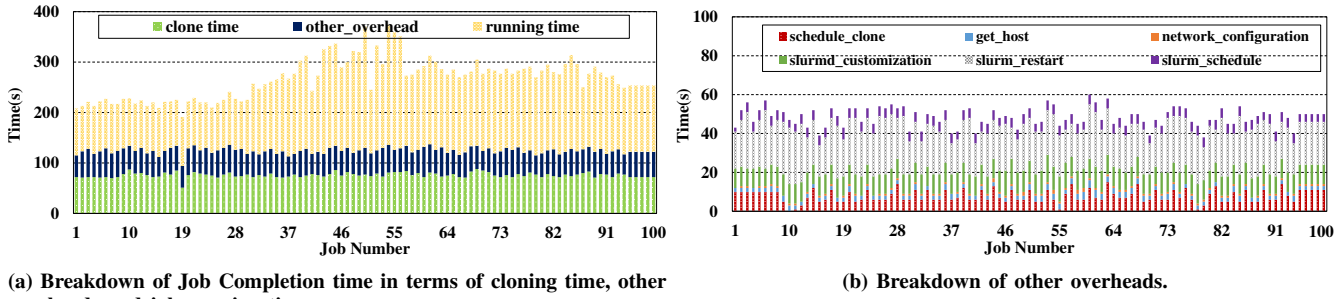 400
300
200
100
0
Time(s)
clone time other_overhead running time
1 10 19 28 37 46 55 64 73 82 91 100
Job Number
(a) Breakdown of Job Completion time in terms of cloning time, other
100
80
60
40
20
0
Time(s)
schedule_clone get_host network_configuration
slurmd_customization slurm_restart slurm_schedule
1 10 19 28 37 46 55 64 73 82 91 100
Job Number
(b) Breakdown of other overheads.